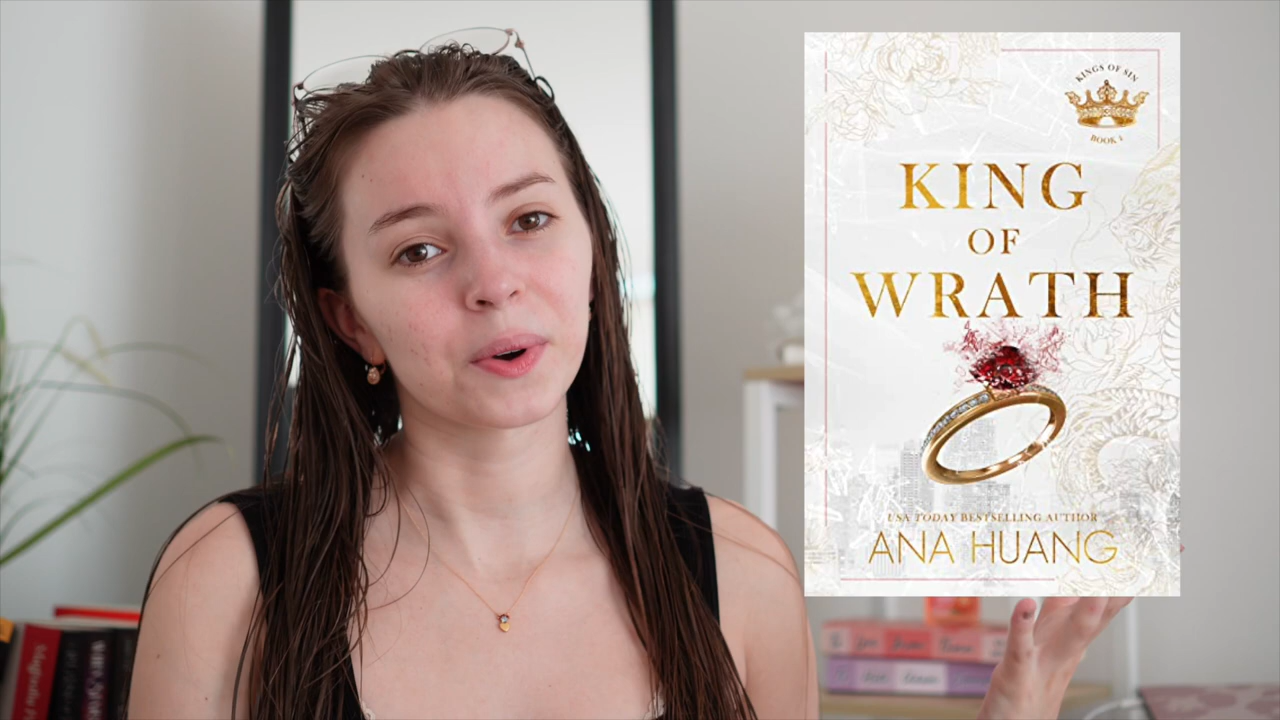 KINGS OF SIN
BOOK 1
KING
OF
WRATH
USA TODAY BESTSELLING AUTHOR
ANA HUANG